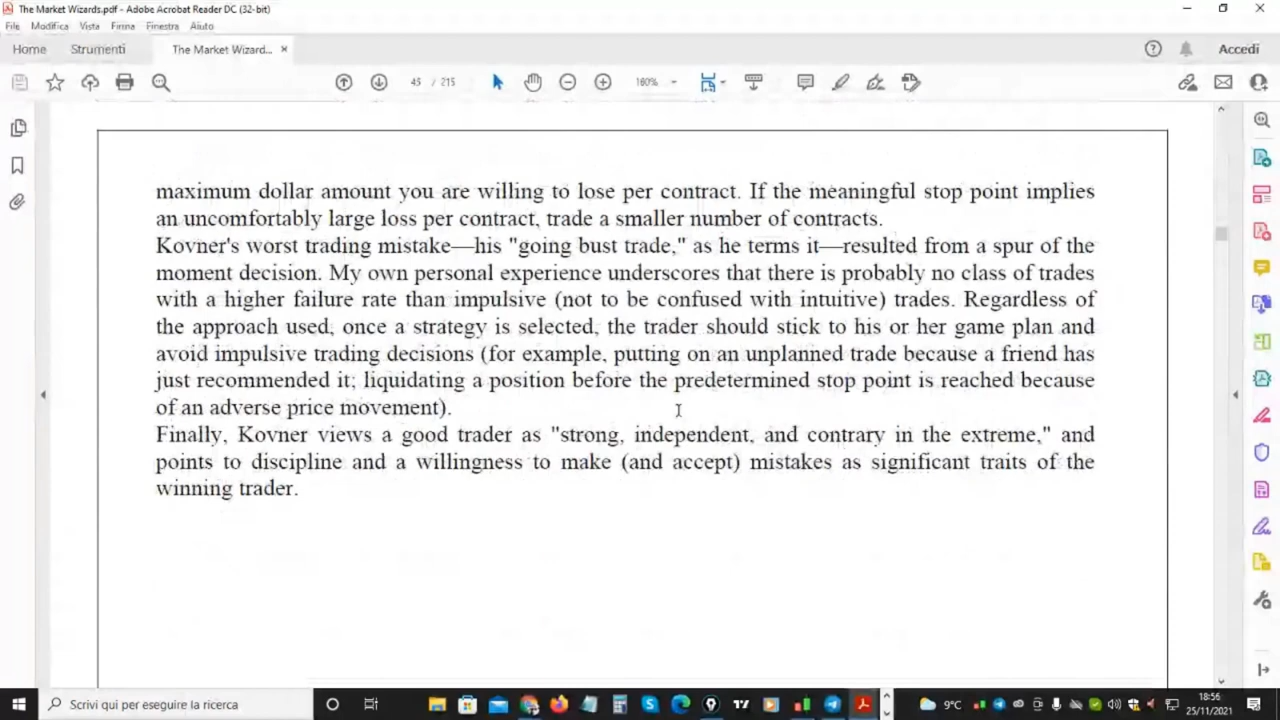 The Market Wizards.pdf - Adobe Acrobat Reader DC (32-bit)
File Modifica Vista Firma Finestra Aiuto
Home Strumenti The Market Wizard... × Accedi
45 / 215 160%
maximum dollar amount you are willing to lose per contract. If the meaningful stop point implies
an uncomfortably large loss per contract, trade a smaller number of contracts.
Kovner's worst trading mistake—his "going bust trade," as he terms it—resulted from a spur of the
moment decision. My own personal experience underscores that there is probably no class of trades
with a higher failure rate than impulsive (not to be confused with intuitive) trades. Regardless of
the approach used, once a strategy is selected, the trader should stick to his or her game plan and
avoid impulsive trading decisions (for example, putting on an unplanned trade because a friend has
just recommended it; liquidating a position before the predetermined stop point is reached because
of an adverse price movement).
Finally, Kovner views a good trader as "strong, independent, and contrary in the extreme," and
points to discipline and a willingness to make (and accept) mistakes as significant traits of the
winning trader.
Scrivi qui per eseguire la ricerca
9°C
18:56
25/11/2021